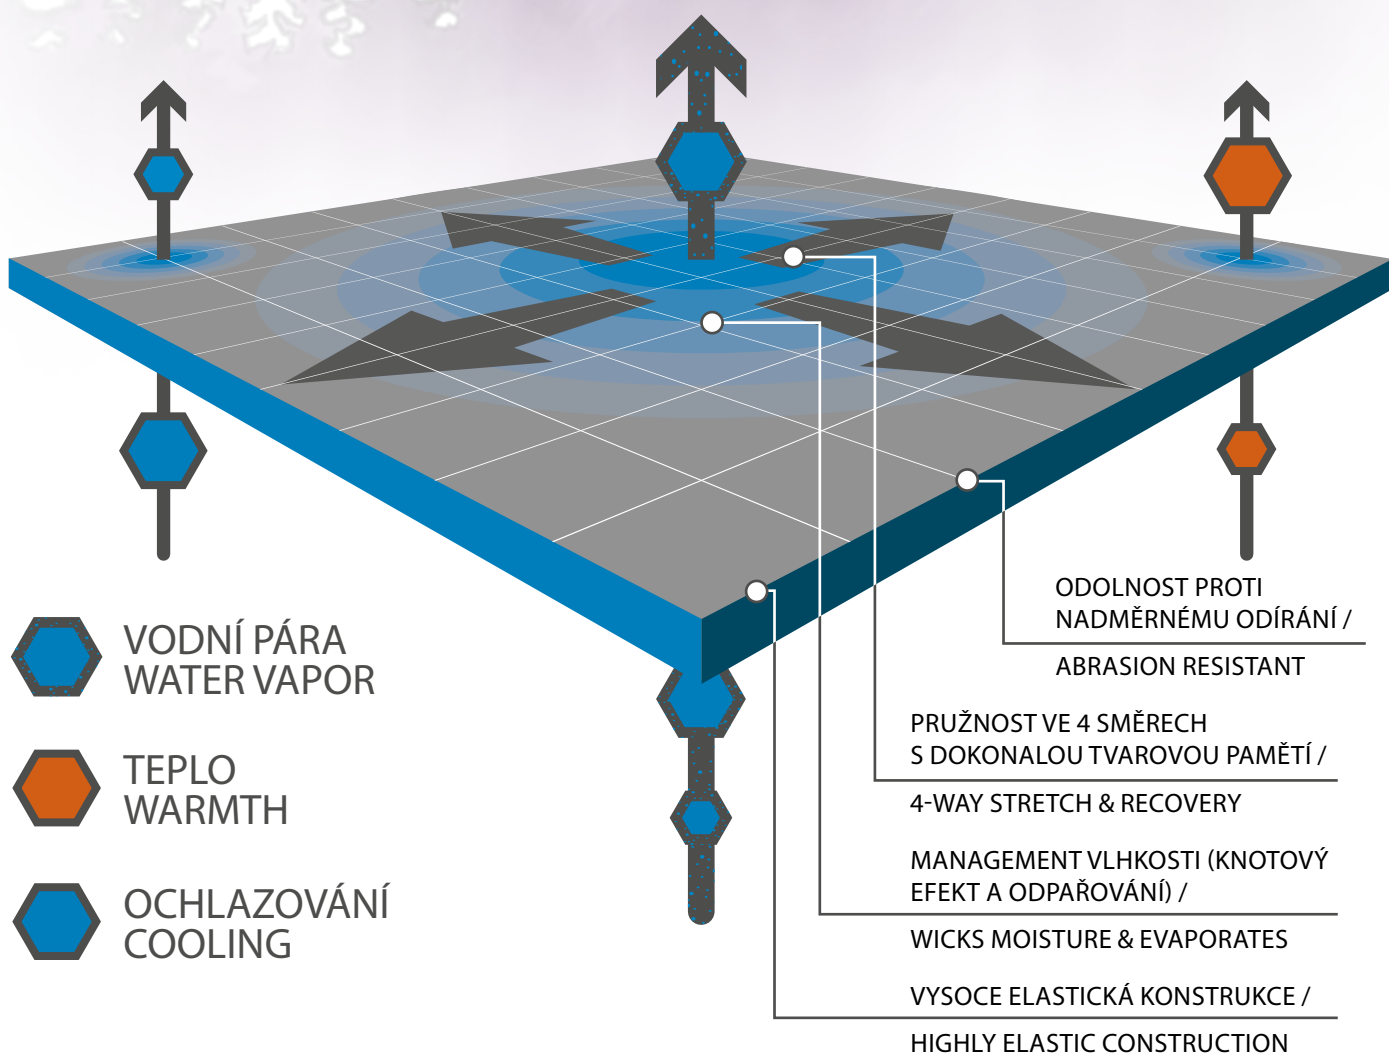 VODNÍ PÁRA
WATER VAPOR
TEPLO
WARMTH
OCHLAZOVÁNÍ
COOLING
ODOLNOST PROTI
NADMĚRNÉMU ODÍRÁNÍ /
ABRASION RESISTANT
PRUŽNOST VE 4 SMĚRECH
S DOKONALOU TVAROVOU PAMĚTÍ /
4-WAY STRETCH & RECOVERY
MANAGEMENT VLHKOSTI (KNOTOVÝ
EFEKT A ODPAŘOVÁNÍ) /
WICKS MOISTURE & EVAPORATES
VYSOCE ELASTICKÁ KONSTRUKCE /
HIGHLY ELASTIC CONSTRUCTION